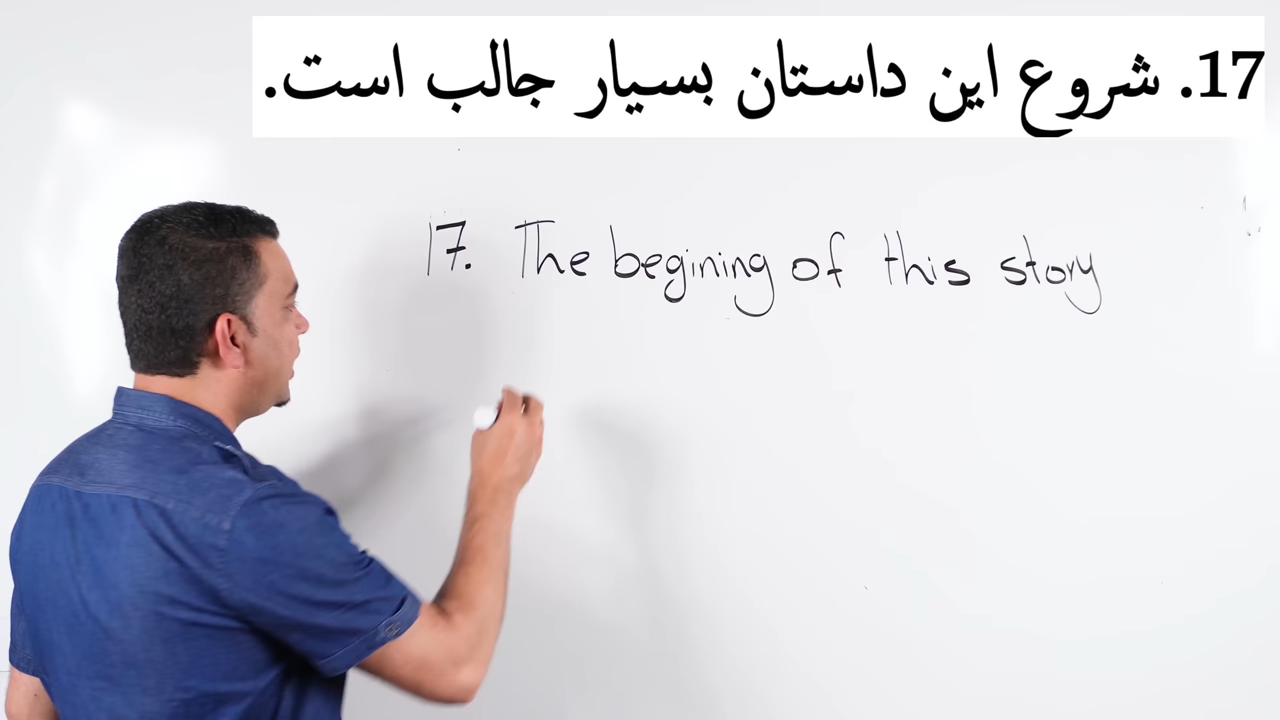 17. شروع این داستان بسیار جالب است.
17. The begining of this story